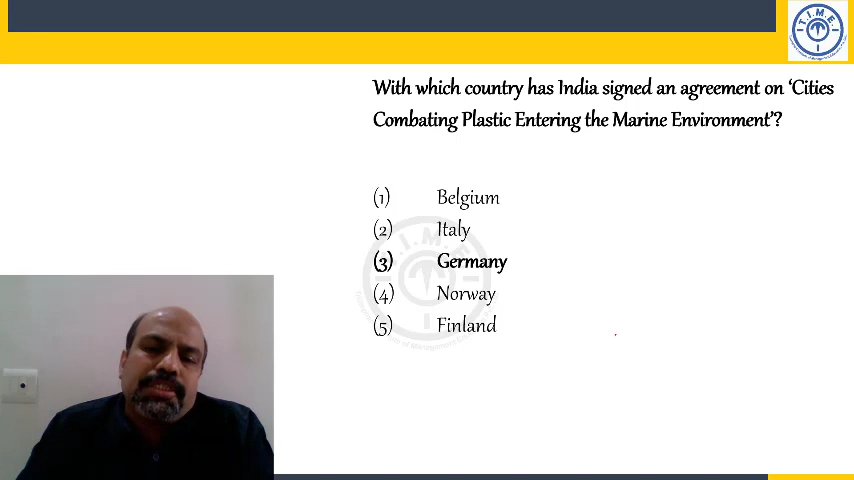 T.I.M.E.
With which country has India signed an agreement on ‘Cities
Combating Plastic Entering the Marine Environment’?
(1) Belgium
(2) Italy
(3) Germany
(4) Norway
(5) Finland